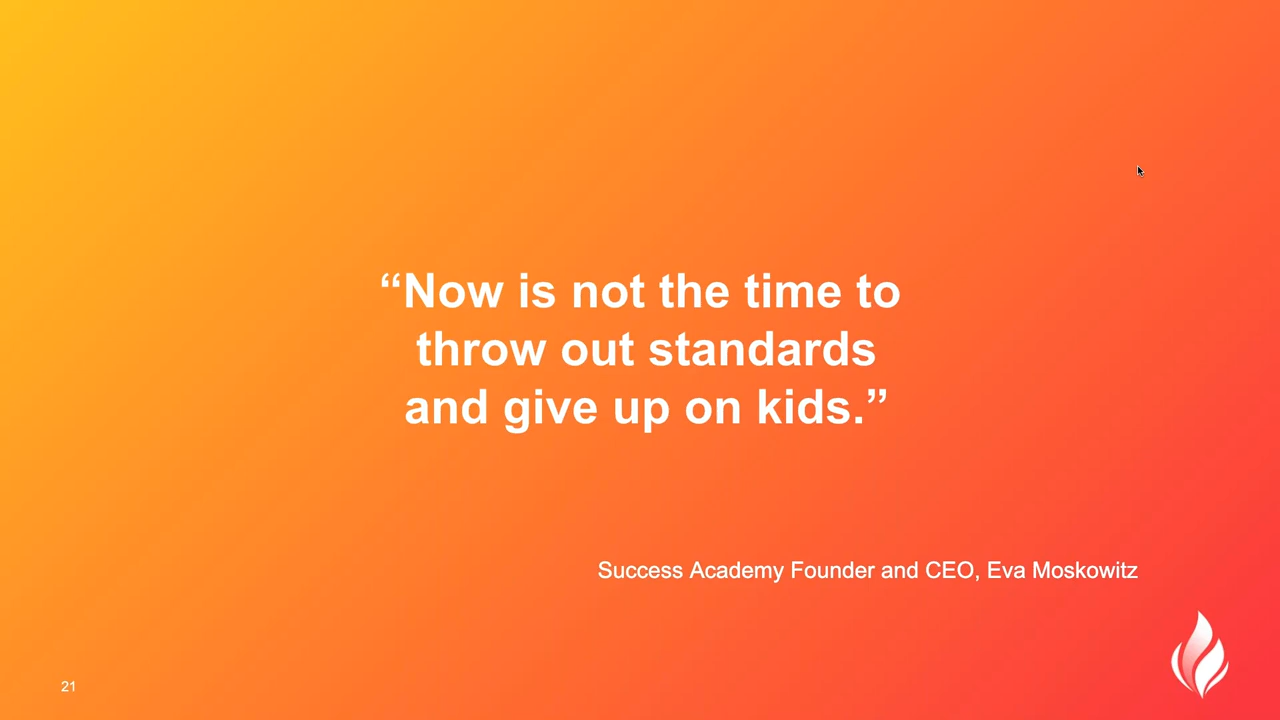 “Now is not the time to
throw out standards
and give up on kids.”
Success Academy Founder and CEO, Eva Moskowitz
21